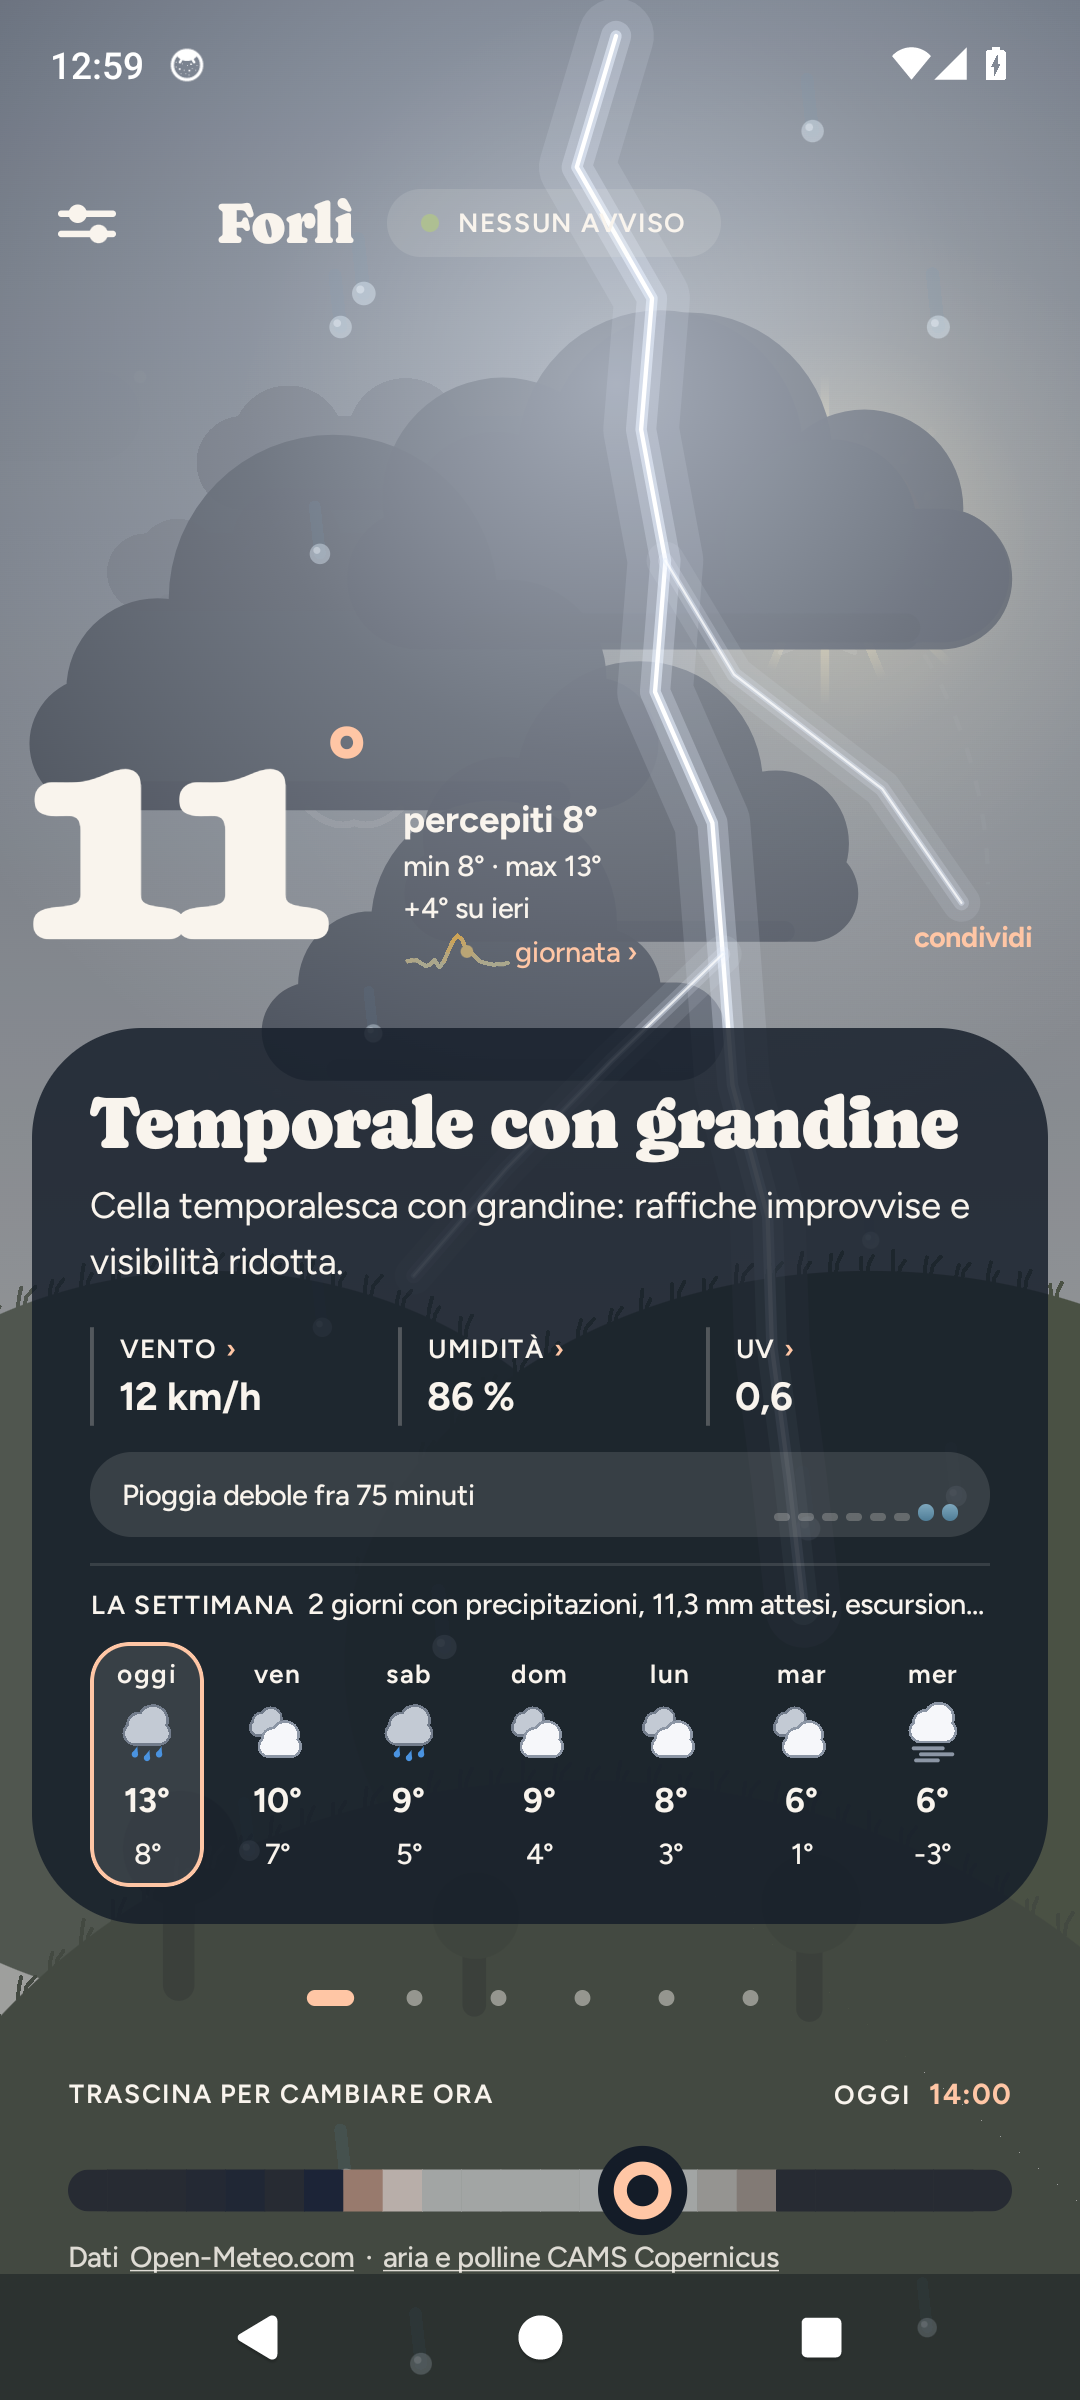 12:59
Forlì
NESSUN AVVISO
11°
percepiti 8°
min 8° · max 13°
+4° su ieri
giornata ›
condividi
Temporale con grandine
Cella temporalesca con grandine: raffiche improvvise e
visibilità ridotta.
VENTO › UMIDITÀ › UV ›
12 km/h 86 % 0,6
Pioggia debole fra 75 minuti
LA SETTIMANA 2 giorni con precipitazioni, 11,3 mm attesi, escursion...
oggi ven sab dom lun mar mer
13° 10° 9° 9° 8° 6° 6°
8° 7° 5° 4° 3° 1° -3°
TRASCINA PER CAMBIARE ORA OGGI 14:00
Dati Open-Meteo.com · aria e polline CAMS Copernicus